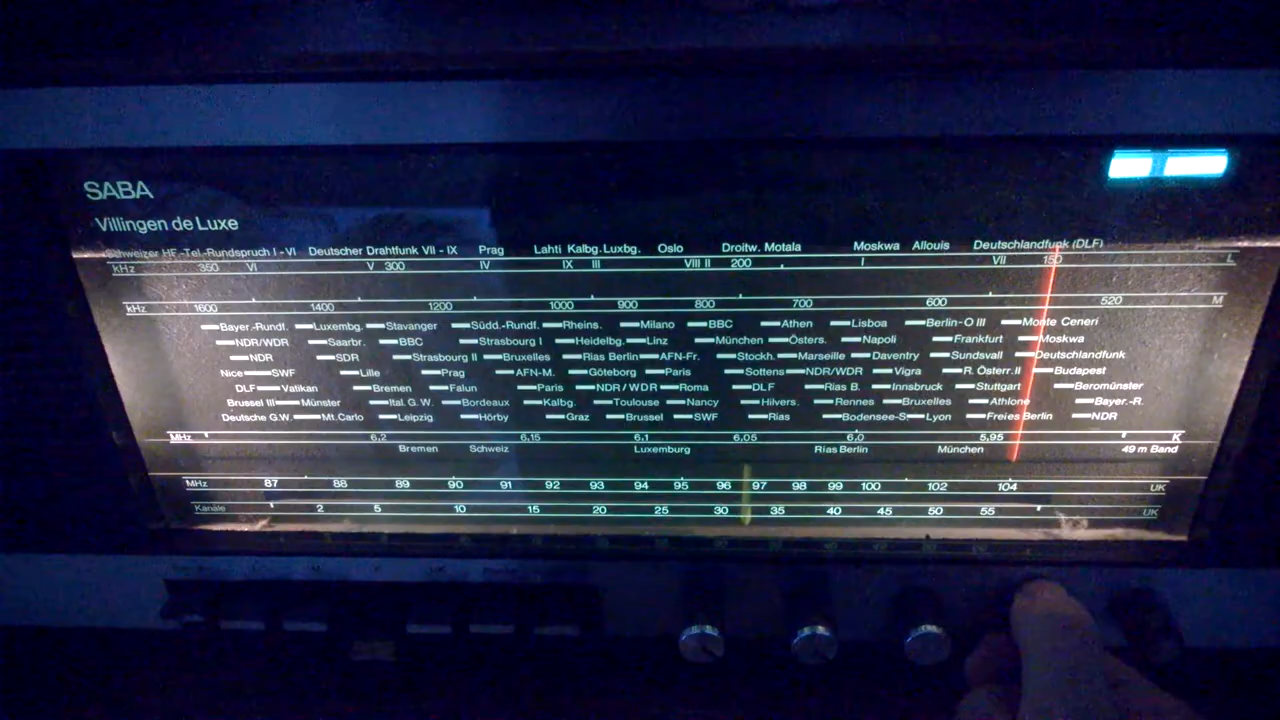 SABA
Villingen de Luxe
Schweizer HF-Tel.-Rundspruch I - VI Deutscher Drahtfunk VII - IX Prag Lahti Kalbg. Luxbg. Oslo Droitw. Motala Moskwa Allouis Deutschlandfunk (DLF)
kHz 350 VI V 300 IV IX III VIII II 200 I VII 150 L
kHz 1600 1400 1200 1000 900 800 700 600 520 M
Bayer.-Rundf. Luxembg. Stavanger Südd.-Rundf. Rheins. Milano BBC Athen Lisboa Berlin-O III Monte Ceneri
NDR/WDR Saarbr. BBC Strasbourg I Heidelbg. Linz München Östers. Napoli Frankfurt Moskwa
NDR SDR Strasbourg II Bruxelles Rias Berlin AFN-Fr. Stockh. Marseille Daventry Sundsvall Deutschlandfunk
Nice SWF Lille Prag AFN-M. Göteborg Paris Sottens NDR/WDR Vigra R. Österr. II Budapest
DLF Vatikan Bremen Falun Paris NDR/WDR Roma DLF Rias B. Innsbruck Stuttgart Beromünster
Brussel III Münster Ital. G.W. Bordeaux Kalbg. Toulouse Nancy Hilvers. Rennes Bruxelles Athlone Bayer.-R.
Deutsche G.W. Mt.Carlo Leipzig Hörby Graz Brussel SWF Rias Bodensee-S. Lyon Freies Berlin NDR
MHz 6,2 6,15 6,1 6,05 6,0 5,95 K
Bremen Schweiz Luxemburg Rias Berlin München 49 m Band
MHz 87 88 89 90 91 92 93 94 95 96 97 98 99 100 102 104 UK
Kanäle 2 5 10 15 20 25 30 35 40 45 50 55 UK